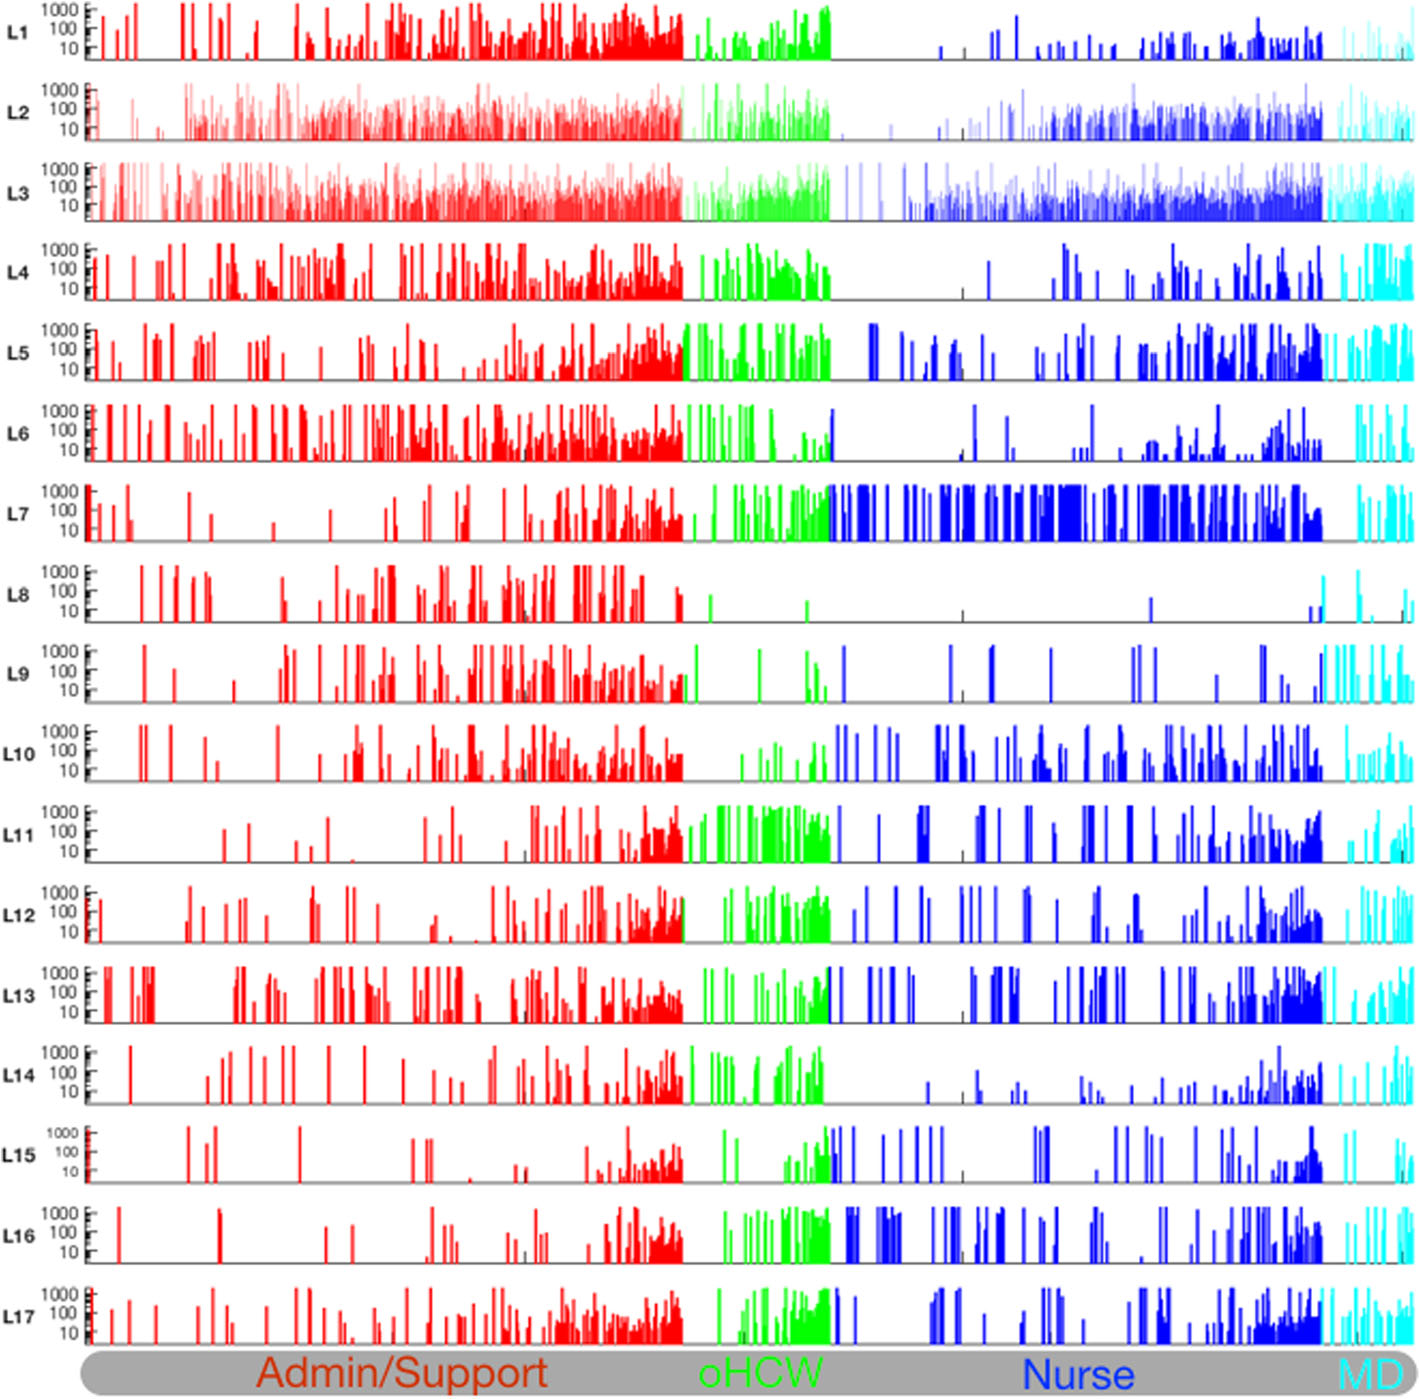 L1 1000 100 10
L2 1000 100 10
L3 1000 100 10
L4 1000 100 10
L5 1000 100 10
L6 1000 100 10
L7 1000 100 10
L8 1000 100 10
L9 1000 100 10
L10 1000 100 10
L11 1000 100 10
L12 1000 100 10
L13 1000 100 10
L14 1000 100 10
L15 1000 100 10
L16 1000 100 10
L17 1000 100 10
Admin/Support oHCW Nurse MD